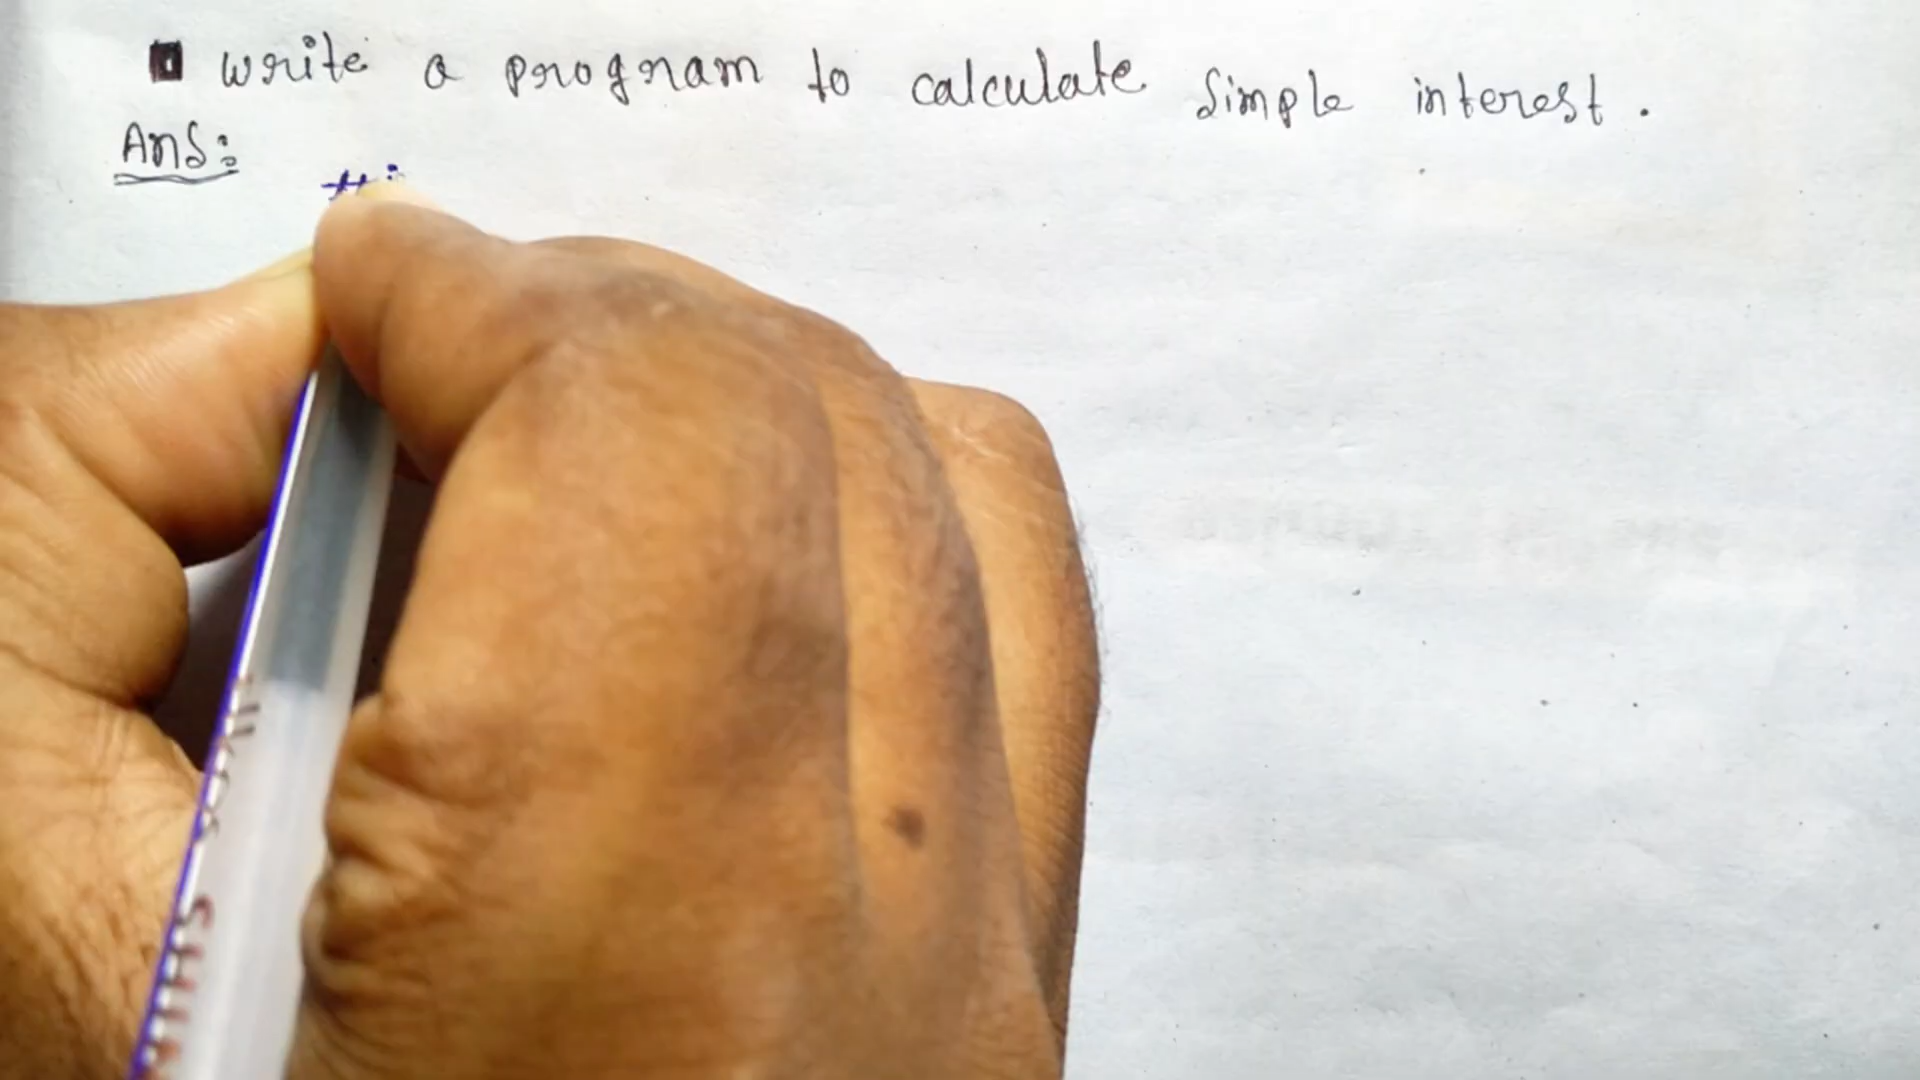 write a program to calculate simple interest.
Ans:
#i